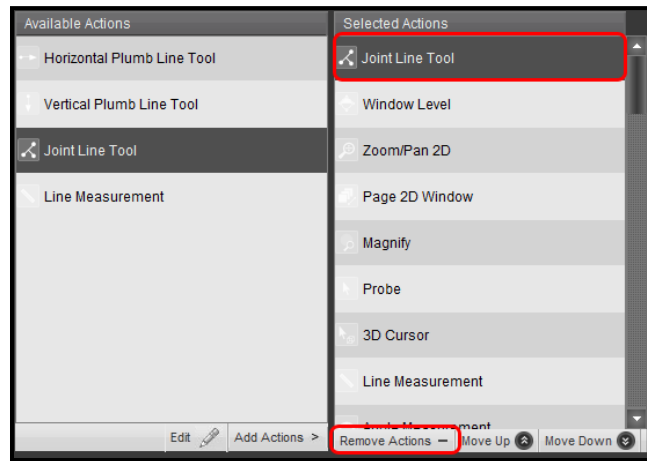 Available Actions
Horizontal Plumb Line Tool
Vertical Plumb Line Tool
Joint Line Tool
Line Measurement
Edit
Add Actions >
Selected Actions
Joint Line Tool
Window Level
Zoom/Pan 2D
Page 2D Window
Magnify
Probe
3D Cursor
Line Measurement
Angle Measurement
Remove Actions –
Move Up
Move Down